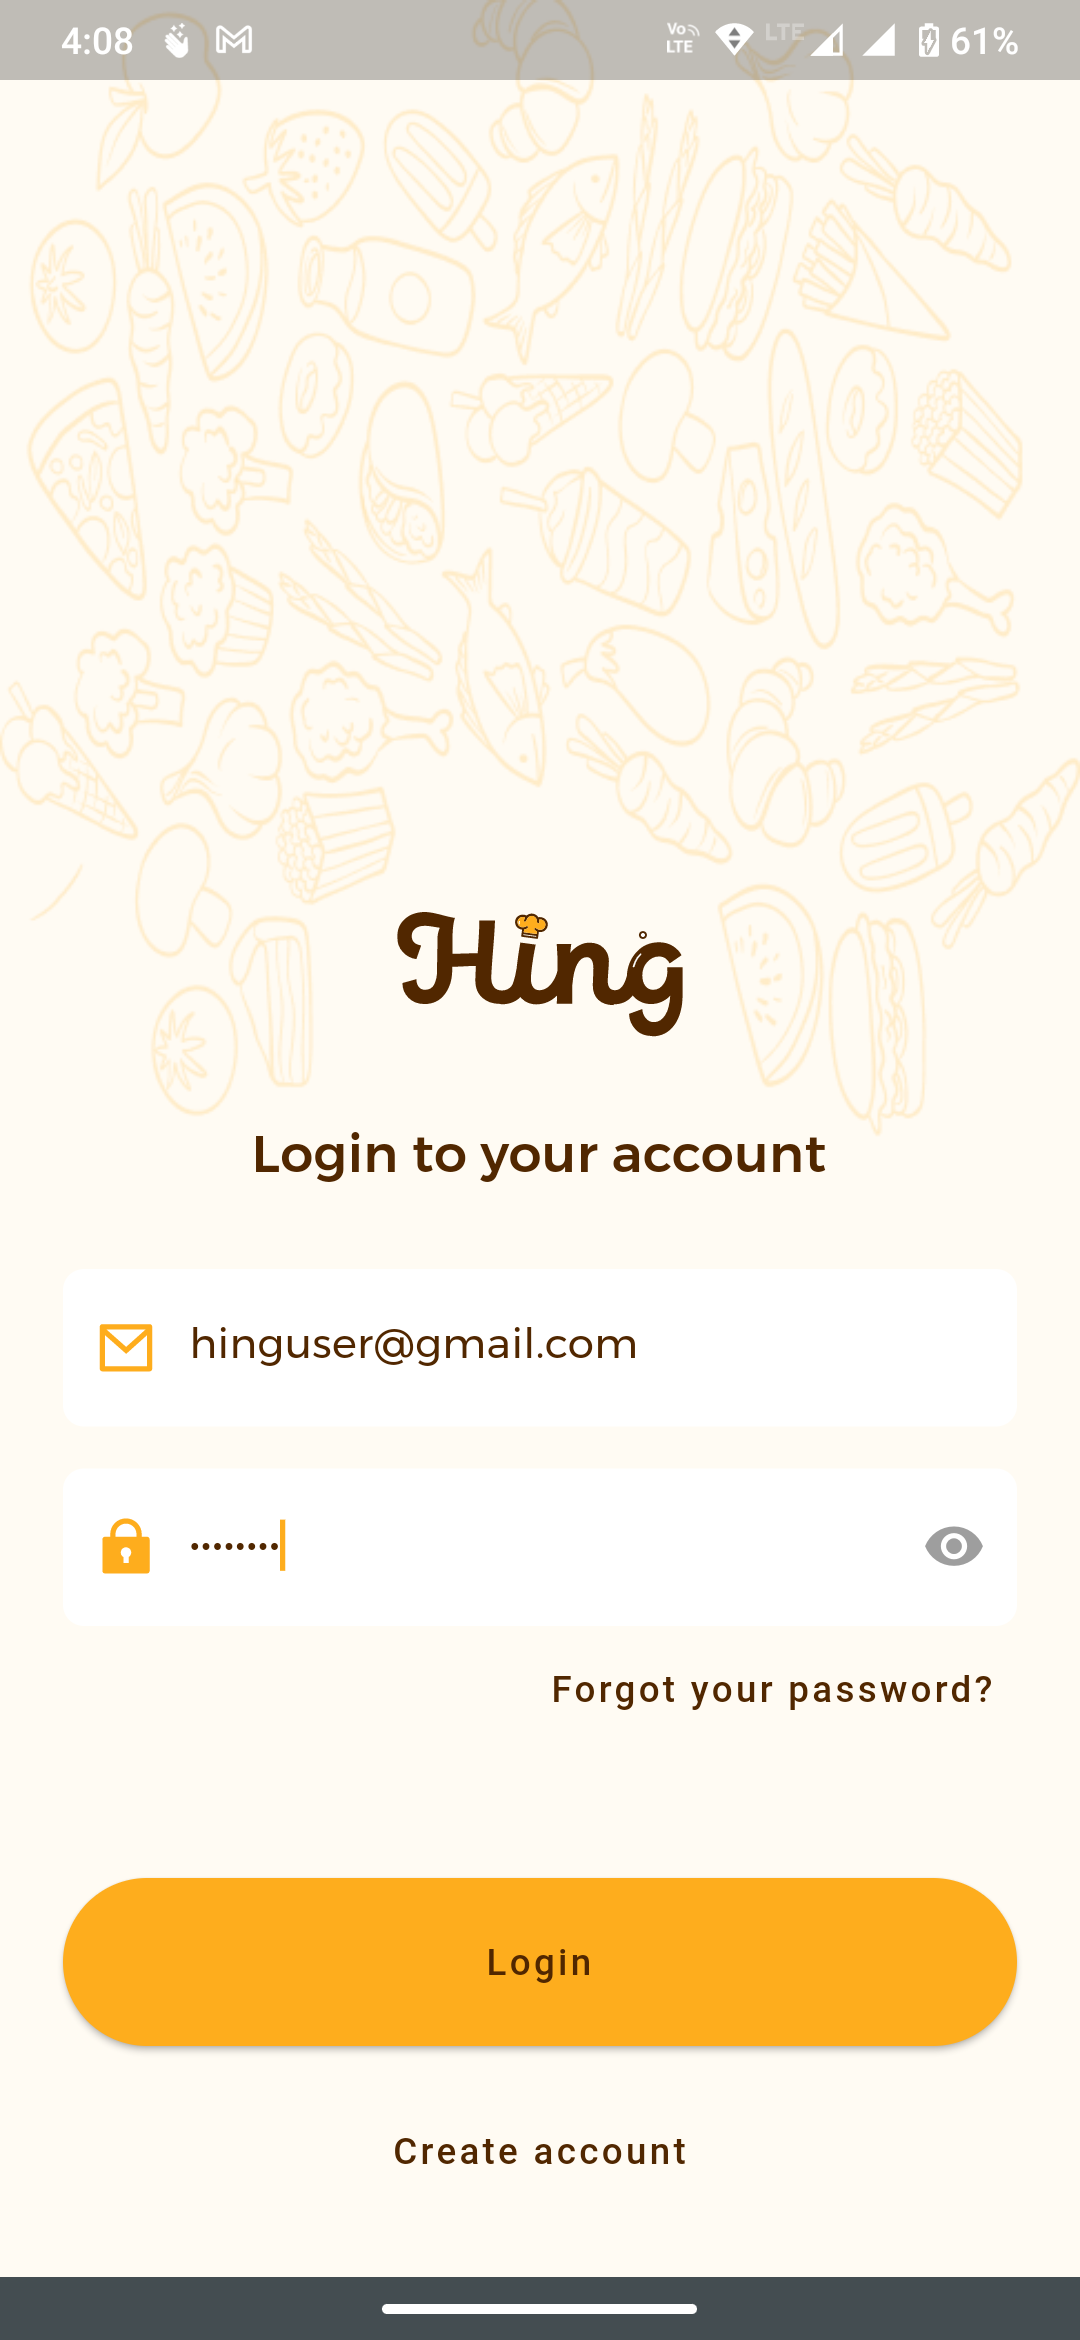 4:08 Vo LTE LTE 61%
Hing
Login to your account
hinguser@gmail.com
••••••••
Forgot your password?
Login
Create account